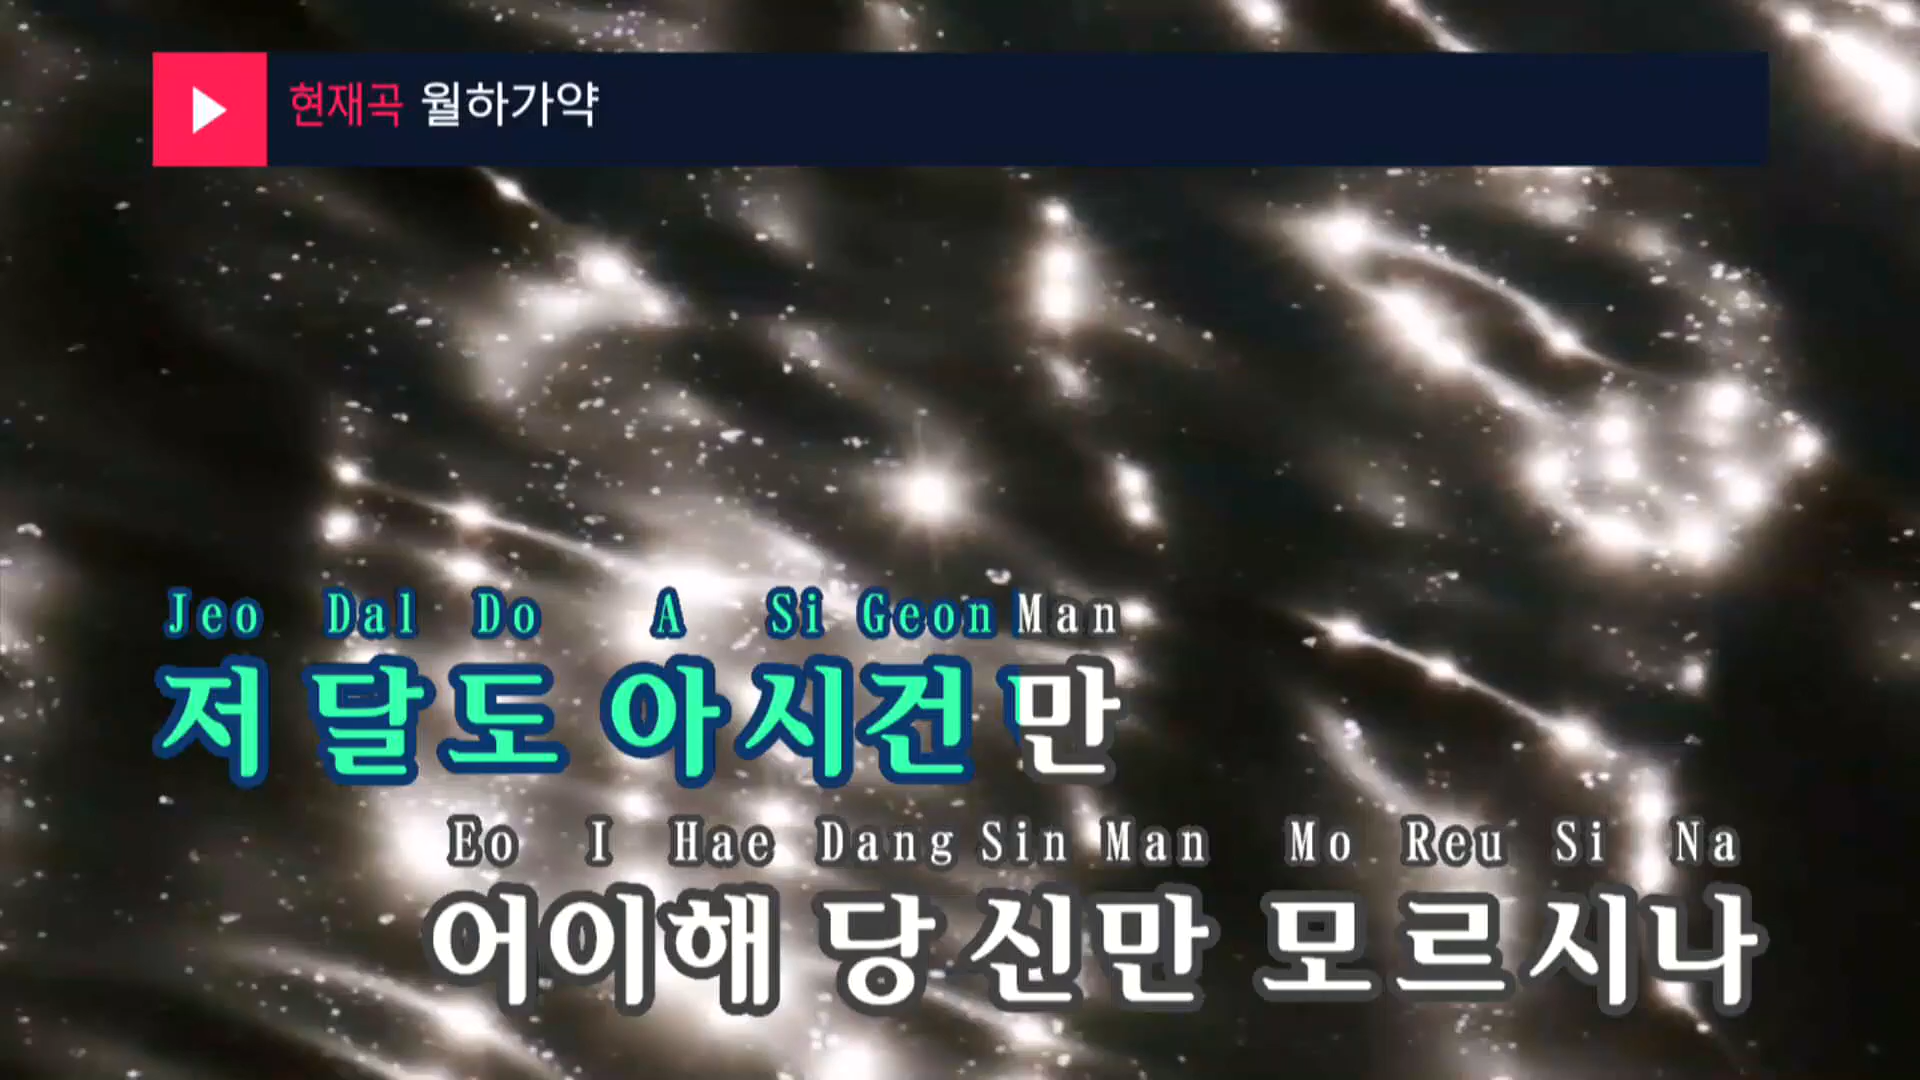 현재곡 월하가약
Jeo Dal Do A Si Geon Man
저 달도 아시건만
Eo I Hae Dang Sin Man Mo Reu Si Na
어이해 당신만 모르시나